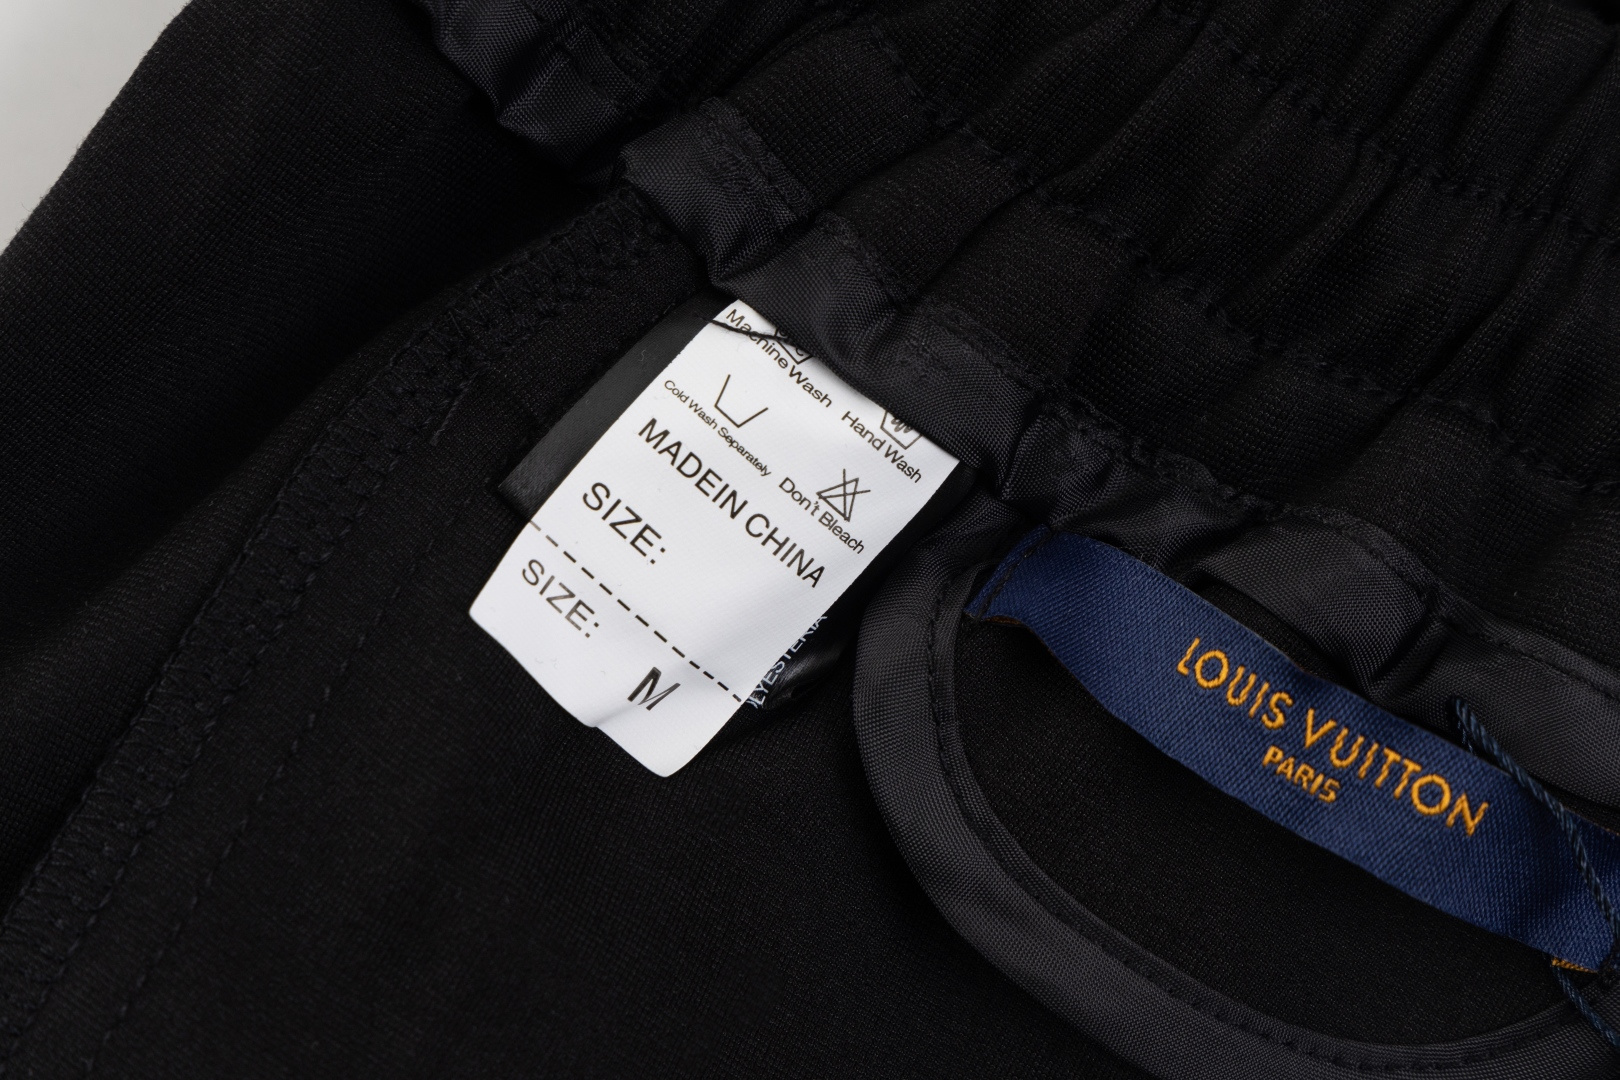 Machine Wash
Hand Wash
Cold Wash Separately
Don't Bleach
MADEIN CHINA
SIZE:
SIZE:
M
LOUIS VUITTON
PARIS